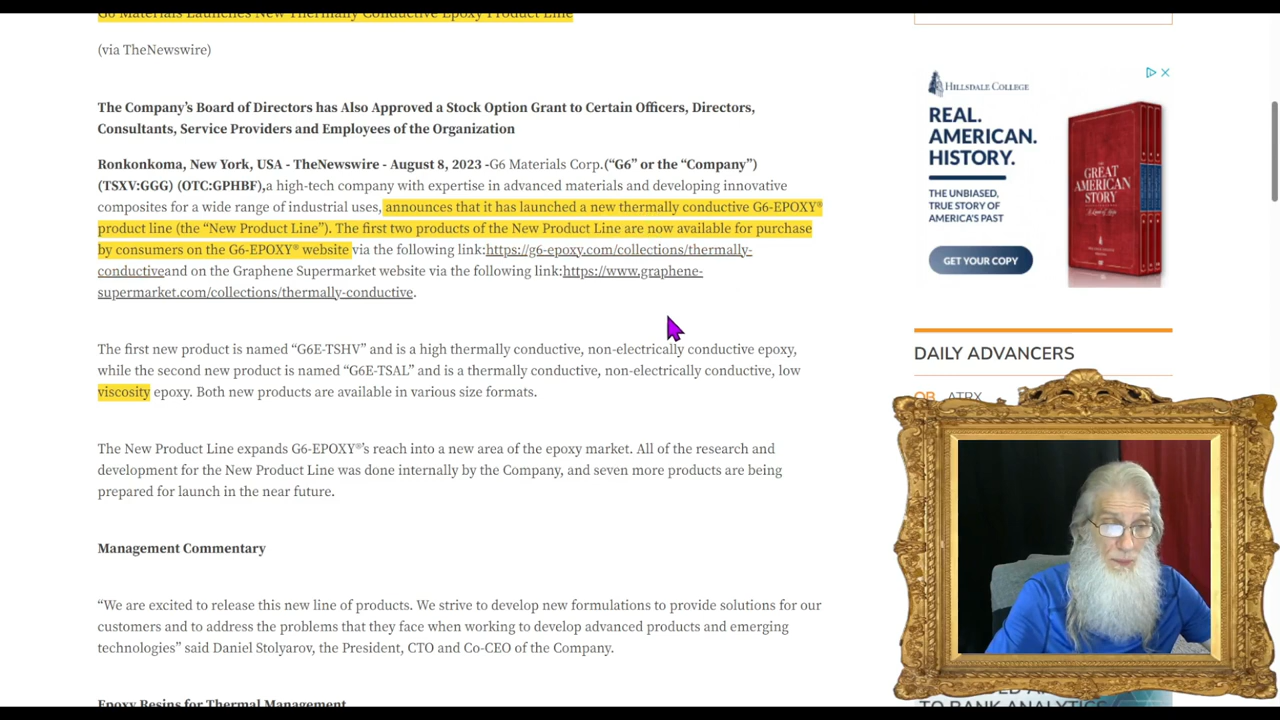 G6 Materials Launches New Thermally Conductive Epoxy Product Line
(via TheNewswire)
The Company's Board of Directors has Also Approved a Stock Option Grant to Certain Officers, Directors,
Consultants, Service Providers and Employees of the Organization
Ronkonkoma, New York, USA - TheNewswire - August 8, 2023 -G6 Materials Corp.(“G6” or the “Company”)
(TSXV:GGG) (OTC:GPHBF),a high-tech company with expertise in advanced materials and developing innovative
composites for a wide range of industrial uses, announces that it has launched a new thermally conductive G6-EPOXY®
product line (the “New Product Line”). The first two products of the New Product Line are now available for purchase
by consumers on the G6-EPOXY® website via the following link:https://g6-epoxy.com/collections/thermally-
conductiveand on the Graphene Supermarket website via the following link:https://www.graphene-
supermarket.com/collections/thermally-conductive.
The first new product is named “G6E-TSHV” and is a high thermally conductive, non-electrically conductive epoxy,
while the second new product is named “G6E-TSAL” and is a thermally conductive, non-electrically conductive, low
viscosity epoxy. Both new products are available in various size formats.
The New Product Line expands G6-EPOXY®’s reach into a new area of the epoxy market. All of the research and
development for the New Product Line was done internally by the Company, and seven more products are being
prepared for launch in the near future.
Management Commentary
“We are excited to release this new line of products. We strive to develop new formulations to provide solutions for our
customers and to address the problems that they face when working to develop advanced products and emerging
technologies” said Daniel Stolyarov, the President, CTO and Co-CEO of the Company.
Epoxy Resins for Thermal Management
HILLSDALE COLLEGE
REAL.
AMERICAN.
HISTORY.
THE UNBIASED,
TRUE STORY OF
AMERICA'S PAST
GET YOUR COPY
THE
GREAT
AMERICAN
STORY
DAILY ADVANCERS
ATRX
TO BANK ANALYTICS